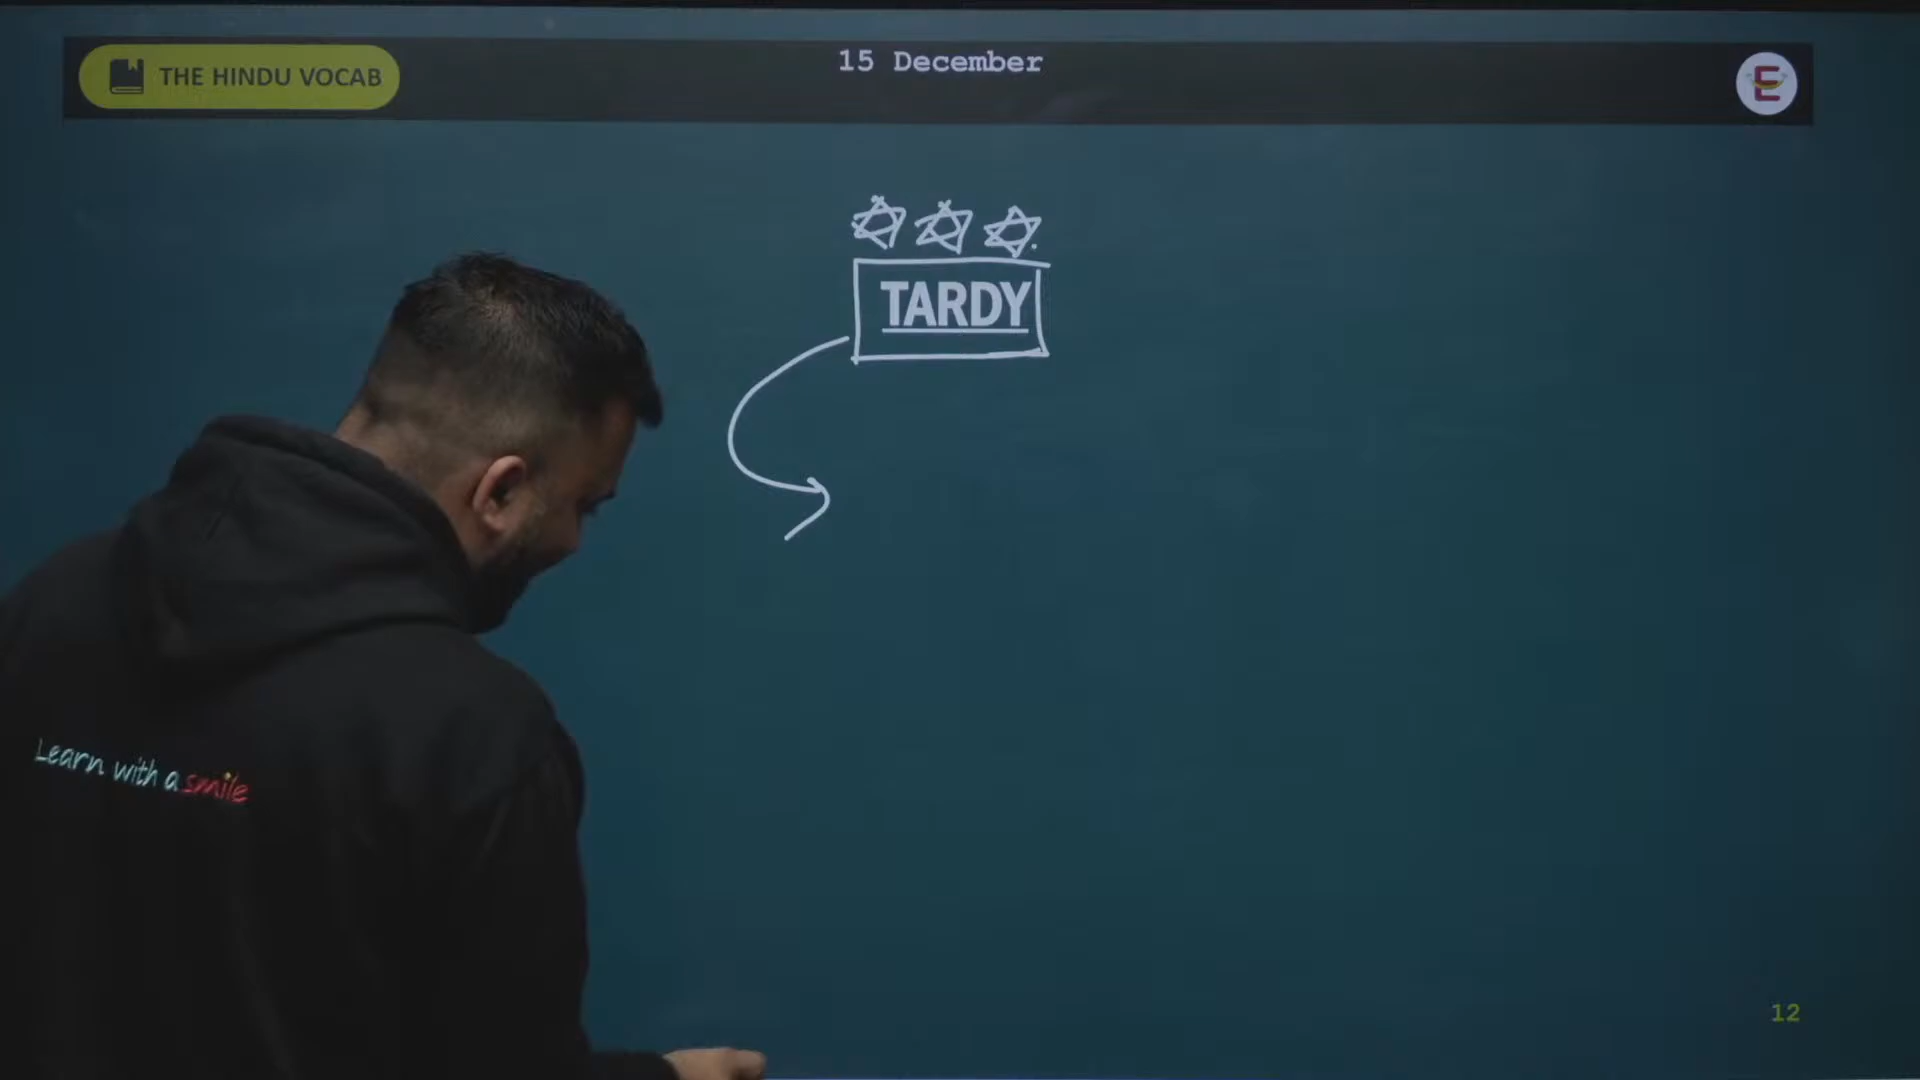 15 December
THE HINDU VOCAB
E
TARDY
Learn with a smile
12